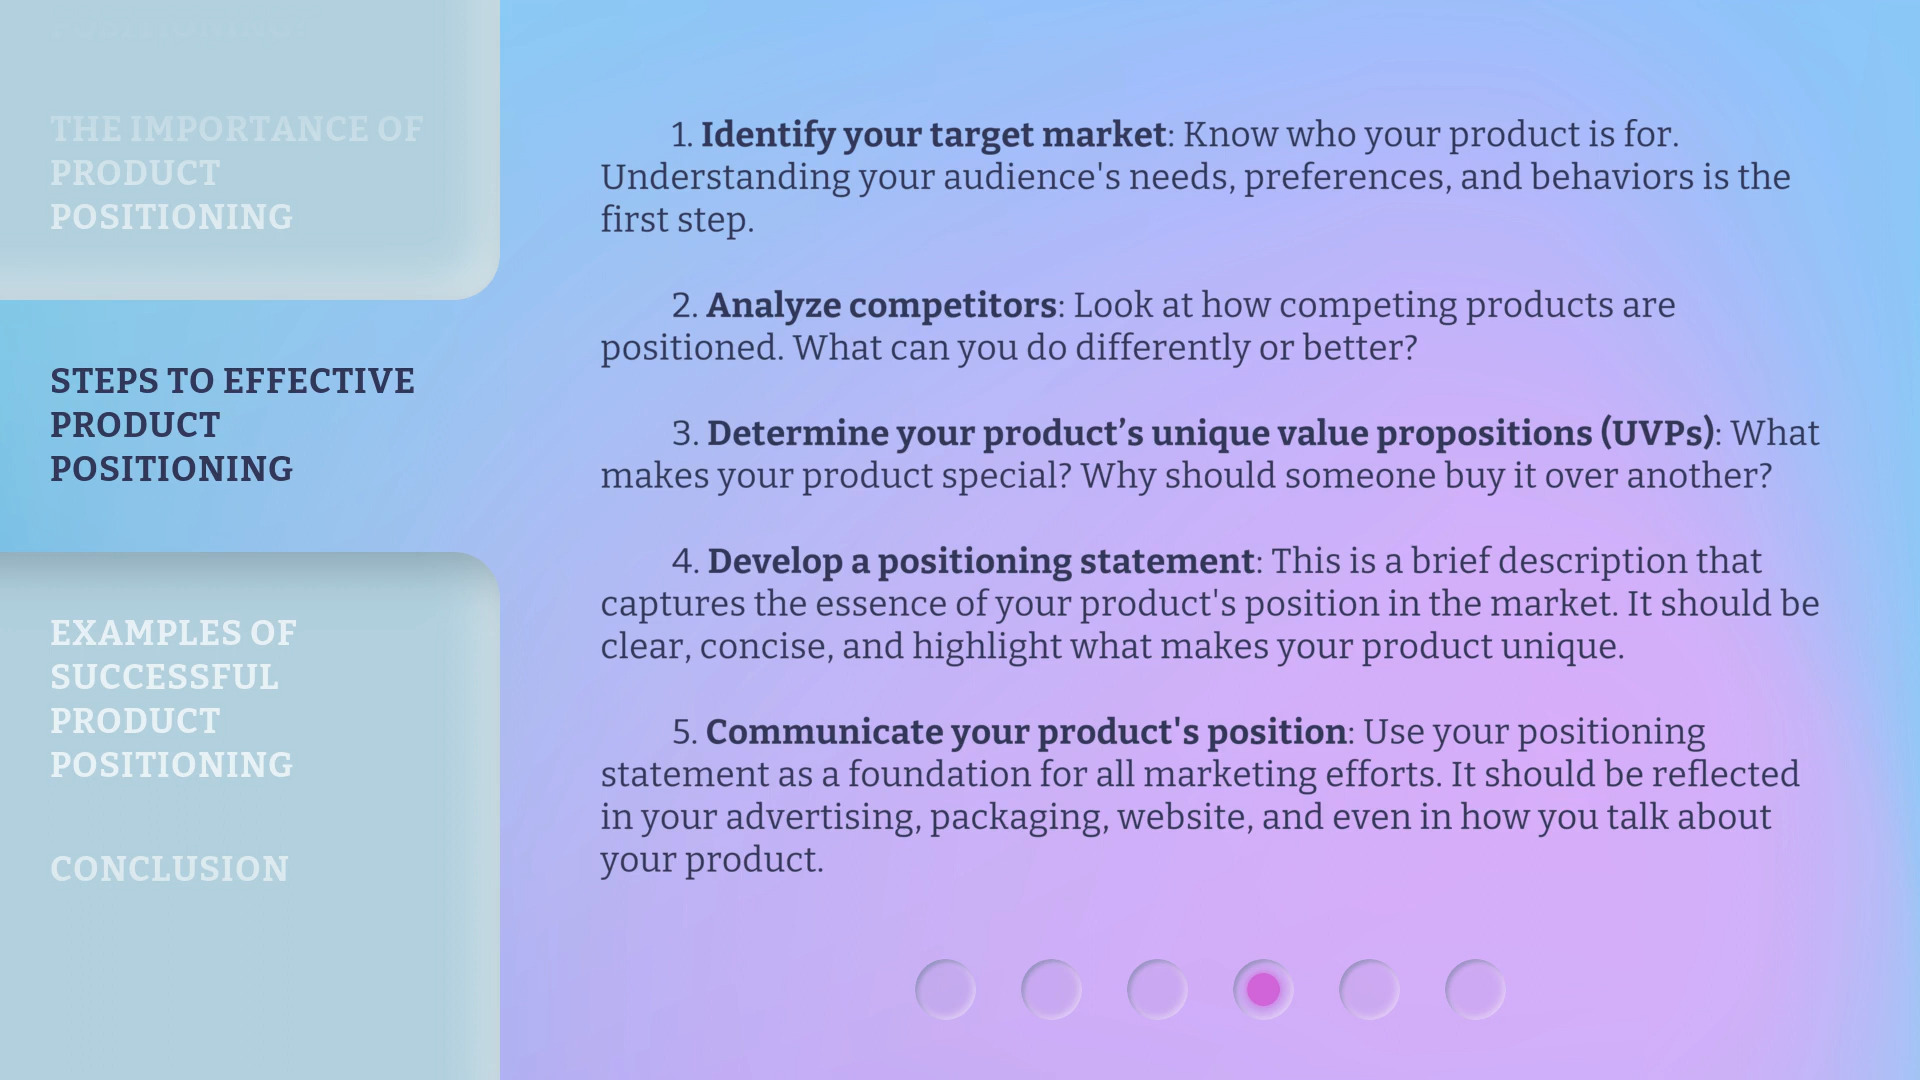 POSITIONING?
THE IMPORTANCE OF
PRODUCT
POSITIONING
STEPS TO EFFECTIVE
PRODUCT
POSITIONING
EXAMPLES OF
SUCCESSFUL
PRODUCT
POSITIONING
CONCLUSION
1. Identify your target market: Know who your product is for.
Understanding your audience's needs, preferences, and behaviors is the
first step.
2. Analyze competitors: Look at how competing products are
positioned. What can you do differently or better?
3. Determine your product’s unique value propositions (UVPs): What
makes your product special? Why should someone buy it over another?
4. Develop a positioning statement: This is a brief description that
captures the essence of your product's position in the market. It should be
clear, concise, and highlight what makes your product unique.
5. Communicate your product's position: Use your positioning
statement as a foundation for all marketing efforts. It should be reflected
in your advertising, packaging, website, and even in how you talk about
your product.